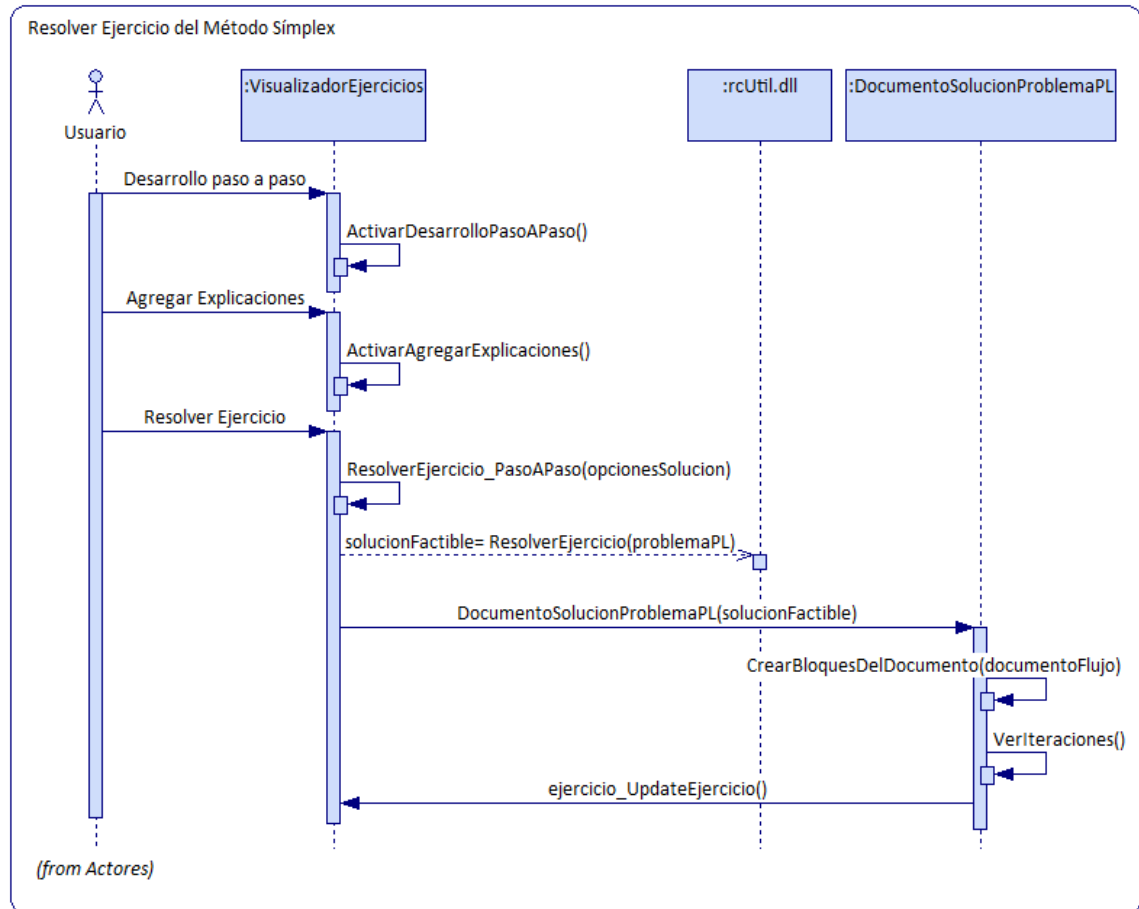 Resolver Ejercicio del Método Símplex
:VisualizadorEjercicios
:rcUtil.dll
:DocumentoSolucionProblemaPL
Usuario
Desarrollo paso a paso
ActivarDesarrolloPasoAPaso()
Agregar Explicaciones
ActivarAgregarExplicaciones()
Resolver Ejercicio
ResolverEjercicio_PasoAPaso(opcionesSolucion)
solucionFactible= ResolverEjercicio(problemaPL)
DocumentoSolucionProblemaPL(solucionFactible)
CrearBloquesDelDocumento(documentoFlujo)
VerIteraciones()
ejercicio_UpdateEjercicio()
(from Actores)